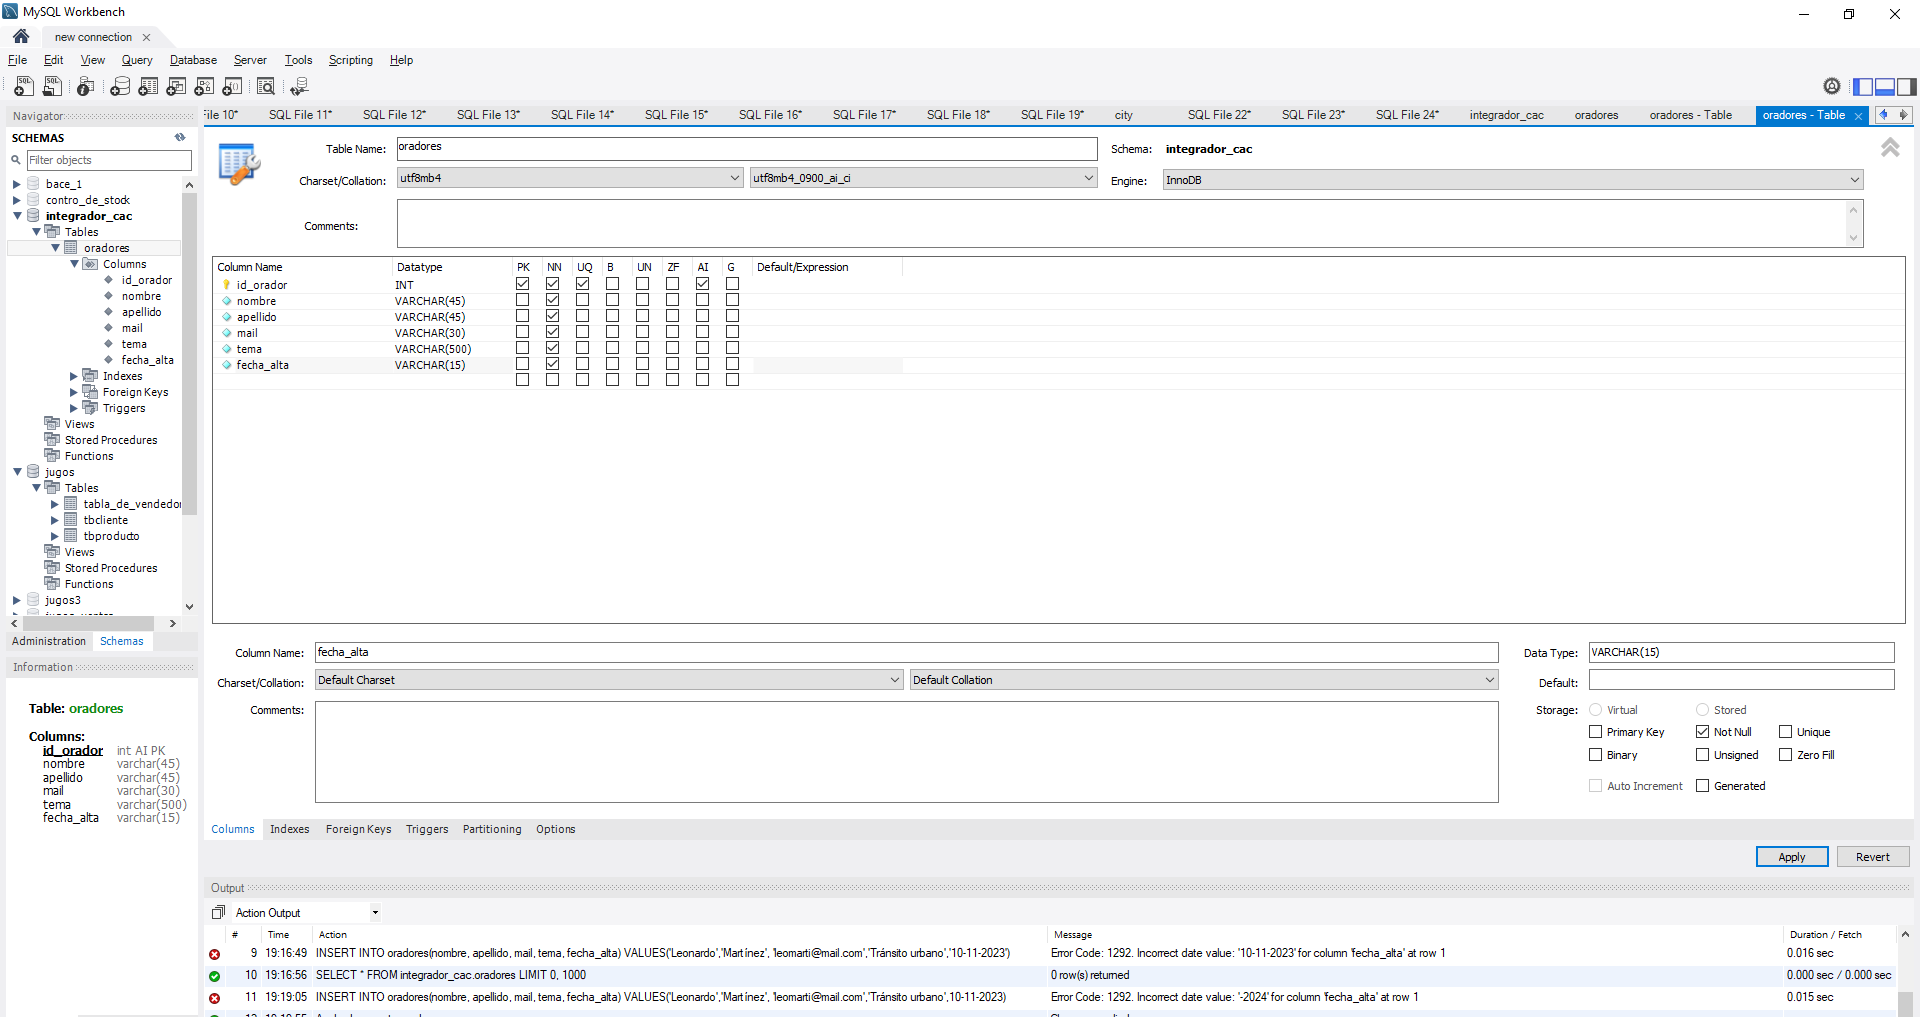 MySQL Workbench
new connection
File Edit View Query Database Server Tools Scripting Help
Navigator
SCHEMAS
Filter objects
bace_1
contro_de_stock
integrador_cac
Tables
oradores
Columns
id_orador
nombre
apellido
mail
tema
fecha_alta
Indexes
Foreign Keys
Triggers
Views
Stored Procedures
Functions
jugos
Tables
tabla_de_vendedor
tbcliente
tbproducto
Views
Stored Procedures
Functions
jugos3
Administration Schemas
Information
Table: oradores
Columns:
id_orador int AI PK
nombre varchar(45)
apellido varchar(45)
mail varchar(30)
tema varchar(500)
fecha_alta varchar(15)
ile 10* SQL File 11* SQL File 12* SQL File 13* SQL File 14* SQL File 15* SQL File 16* SQL File 17* SQL File 18* SQL File 19* city SQL File 22* SQL File 23* SQL File 24* integrador_cac oradores oradores - Table oradores - Table
Table Name: oradores Schema: integrador_cac
Charset/Collation: utf8mb4 utf8mb4_0900_ai_ci Engine: InnoDB
Comments:
Column Name Datatype PK NN UQ B UN ZF AI G Default/Expression
id_orador INT
nombre VARCHAR(45)
apellido VARCHAR(45)
mail VARCHAR(30)
tema VARCHAR(500)
fecha_alta VARCHAR(15)
Column Name: fecha_alta Data Type: VARCHAR(15)
Charset/Collation: Default Charset Default Collation Default:
Comments: Storage: Virtual Stored
Primary Key Not Null Unique
Binary Unsigned Zero Fill
Auto Increment Generated
Columns Indexes Foreign Keys Triggers Partitioning Options
Apply Revert
Output
Action Output
# Time Action Message Duration / Fetch
9 19:16:49 INSERT INTO oradores(nombre, apellido, mail, tema, fecha_alta) VALUES('Leonardo','Martínez', 'leomarti@mail.com','Tránsito urbano','10-11-2023') Error Code: 1292. Incorrect date value: '10-11-2023' for column 'fecha_alta' at row 1 0.016 sec
10 19:16:56 SELECT * FROM integrador_cac.oradores LIMIT 0, 1000 0 row(s) returned 0.000 sec / 0.000 sec
11 19:19:05 INSERT INTO oradores(nombre, apellido, mail, tema, fecha_alta) VALUES('Leonardo','Martínez', 'leomarti@mail.com','Tránsito urbano',10-11-2023) Error Code: 1292. Incorrect date value: '-2024' for column 'fecha_alta' at row 1 0.015 sec